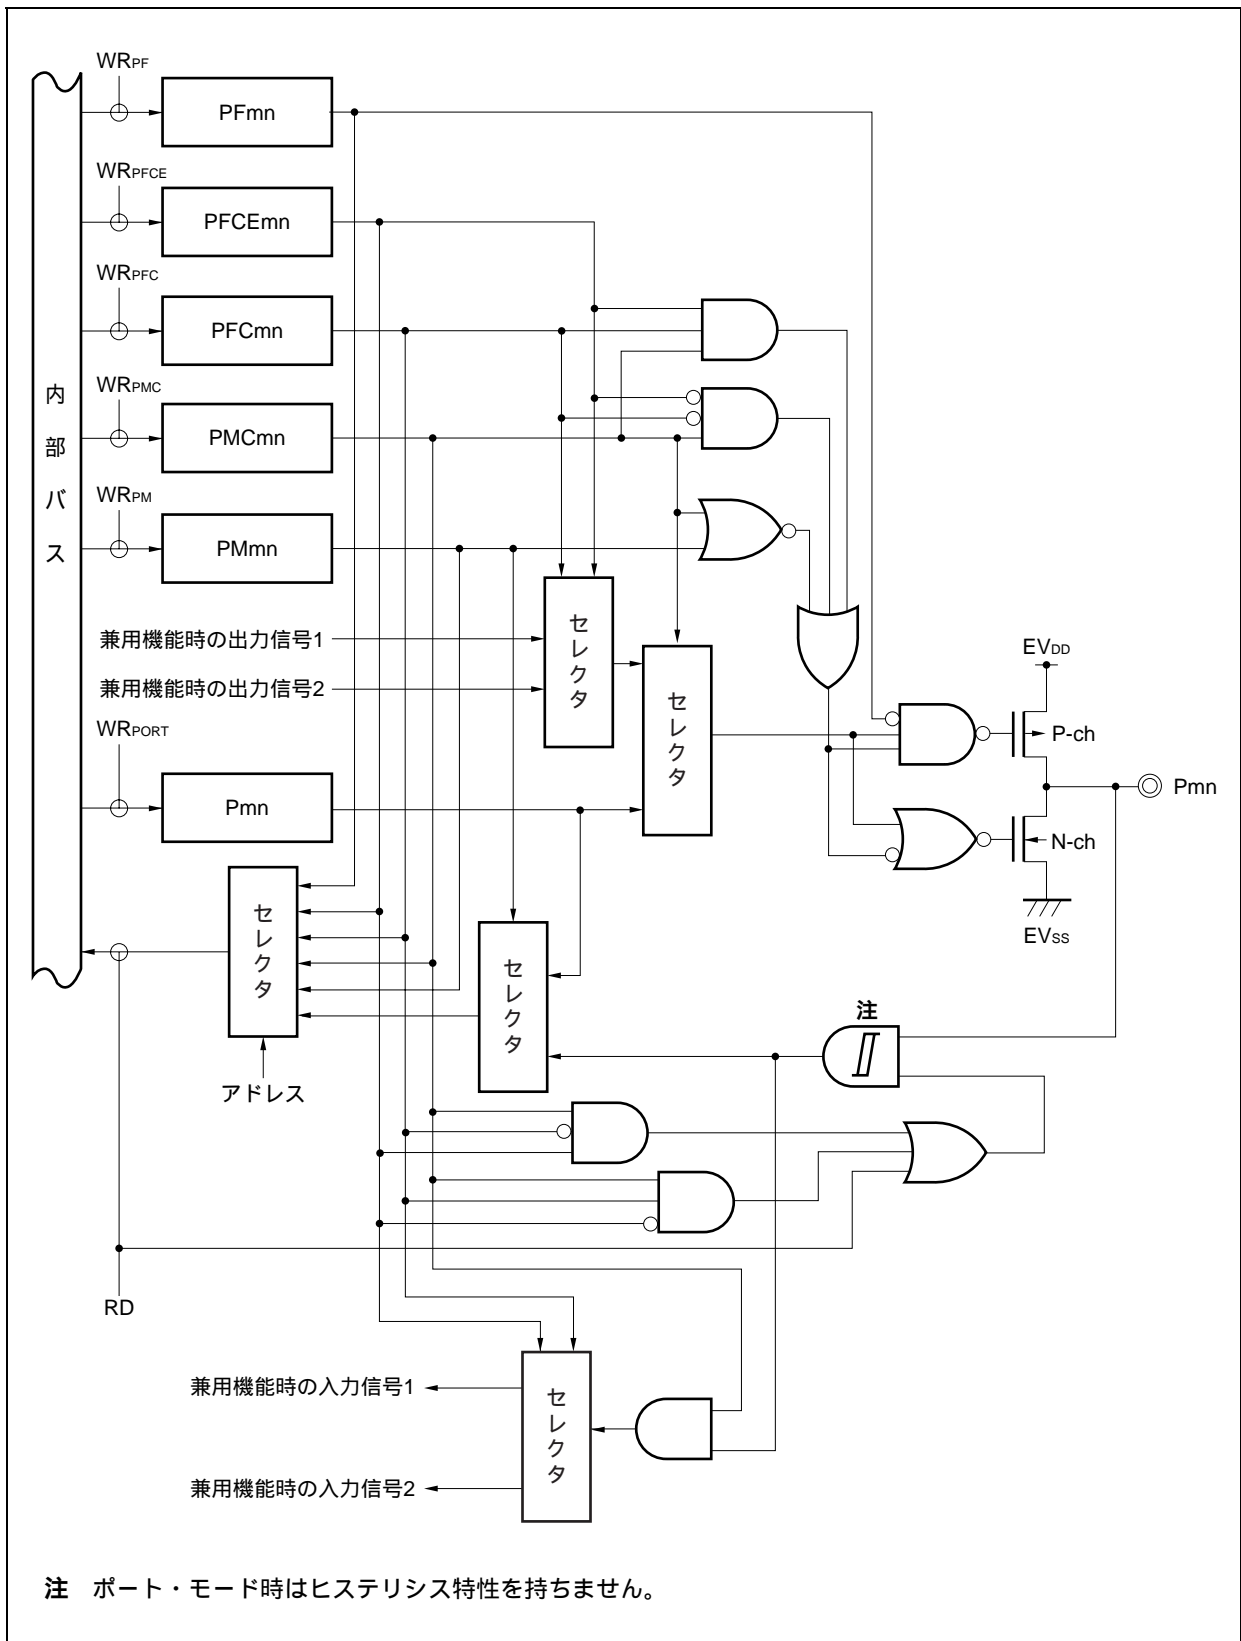 WRPF
PFmn
WRPFCE
PFCEmn
WRPFC
PFCmn
WRPMC
PMCmn
WRPM
PMmn
内部バス
兼用機能時の出力信号1
兼用機能時の出力信号2
セレクタ
セレクタ
WRPORT
Pmn
EVDD
P-ch
Pmn
N-ch
EVSS
セレクタ
セレクタ
アドレス
注
RD
兼用機能時の入力信号1
兼用機能時の入力信号2
セレクタ
注 ポート・モード時はヒステリシス特性を持ちません。